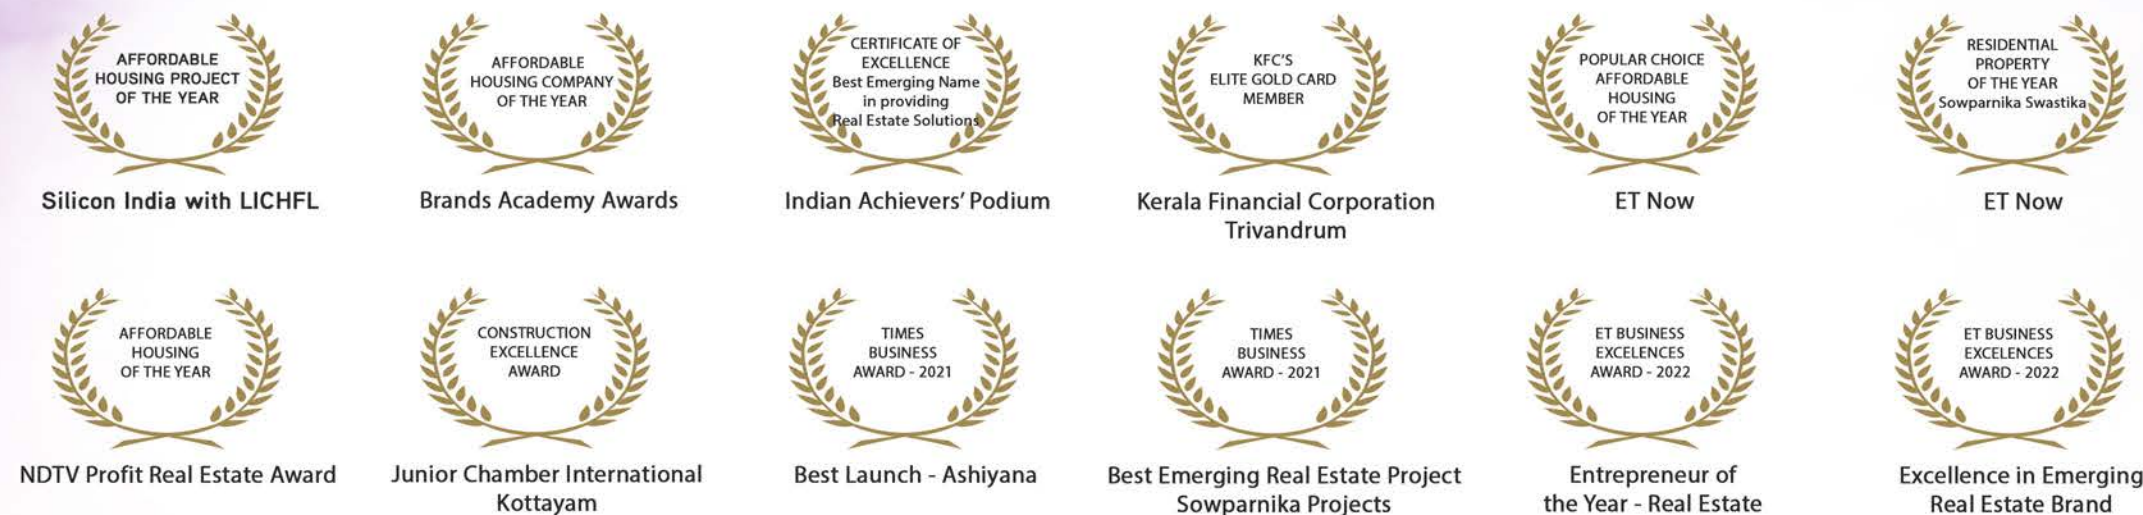 AFFORDABLE
HOUSING PROJECT
OF THE YEAR
Silicon India with LICHFL
AFFORDABLE
HOUSING COMPANY
OF THE YEAR
Brands Academy Awards
CERTIFICATE OF
EXCELLENCE
Best Emerging Name
in providing
Real Estate Solutions
Indian Achievers' Podium
KFC'S
ELITE GOLD CARD
MEMBER
Kerala Financial Corporation
Trivandrum
POPULAR CHOICE
AFFORDABLE
HOUSING
OF THE YEAR
ET Now
RESIDENTIAL
PROPERTY
OF THE YEAR
Sowparnika Swastika
ET Now
AFFORDABLE
HOUSING
OF THE YEAR
NDTV Profit Real Estate Award
CONSTRUCTION
EXCELLENCE
AWARD
Junior Chamber International
Kottayam
TIMES
BUSINESS
AWARD - 2021
Best Launch - Ashiyana
TIMES
BUSINESS
AWARD - 2021
Best Emerging Real Estate Project
Sowparnika Projects
ET BUSINESS
EXCELENCES
AWARD - 2022
Entrepreneur of
the Year - Real Estate
ET BUSINESS
EXCELENCES
AWARD - 2022
Excellence in Emerging
Real Estate Brand